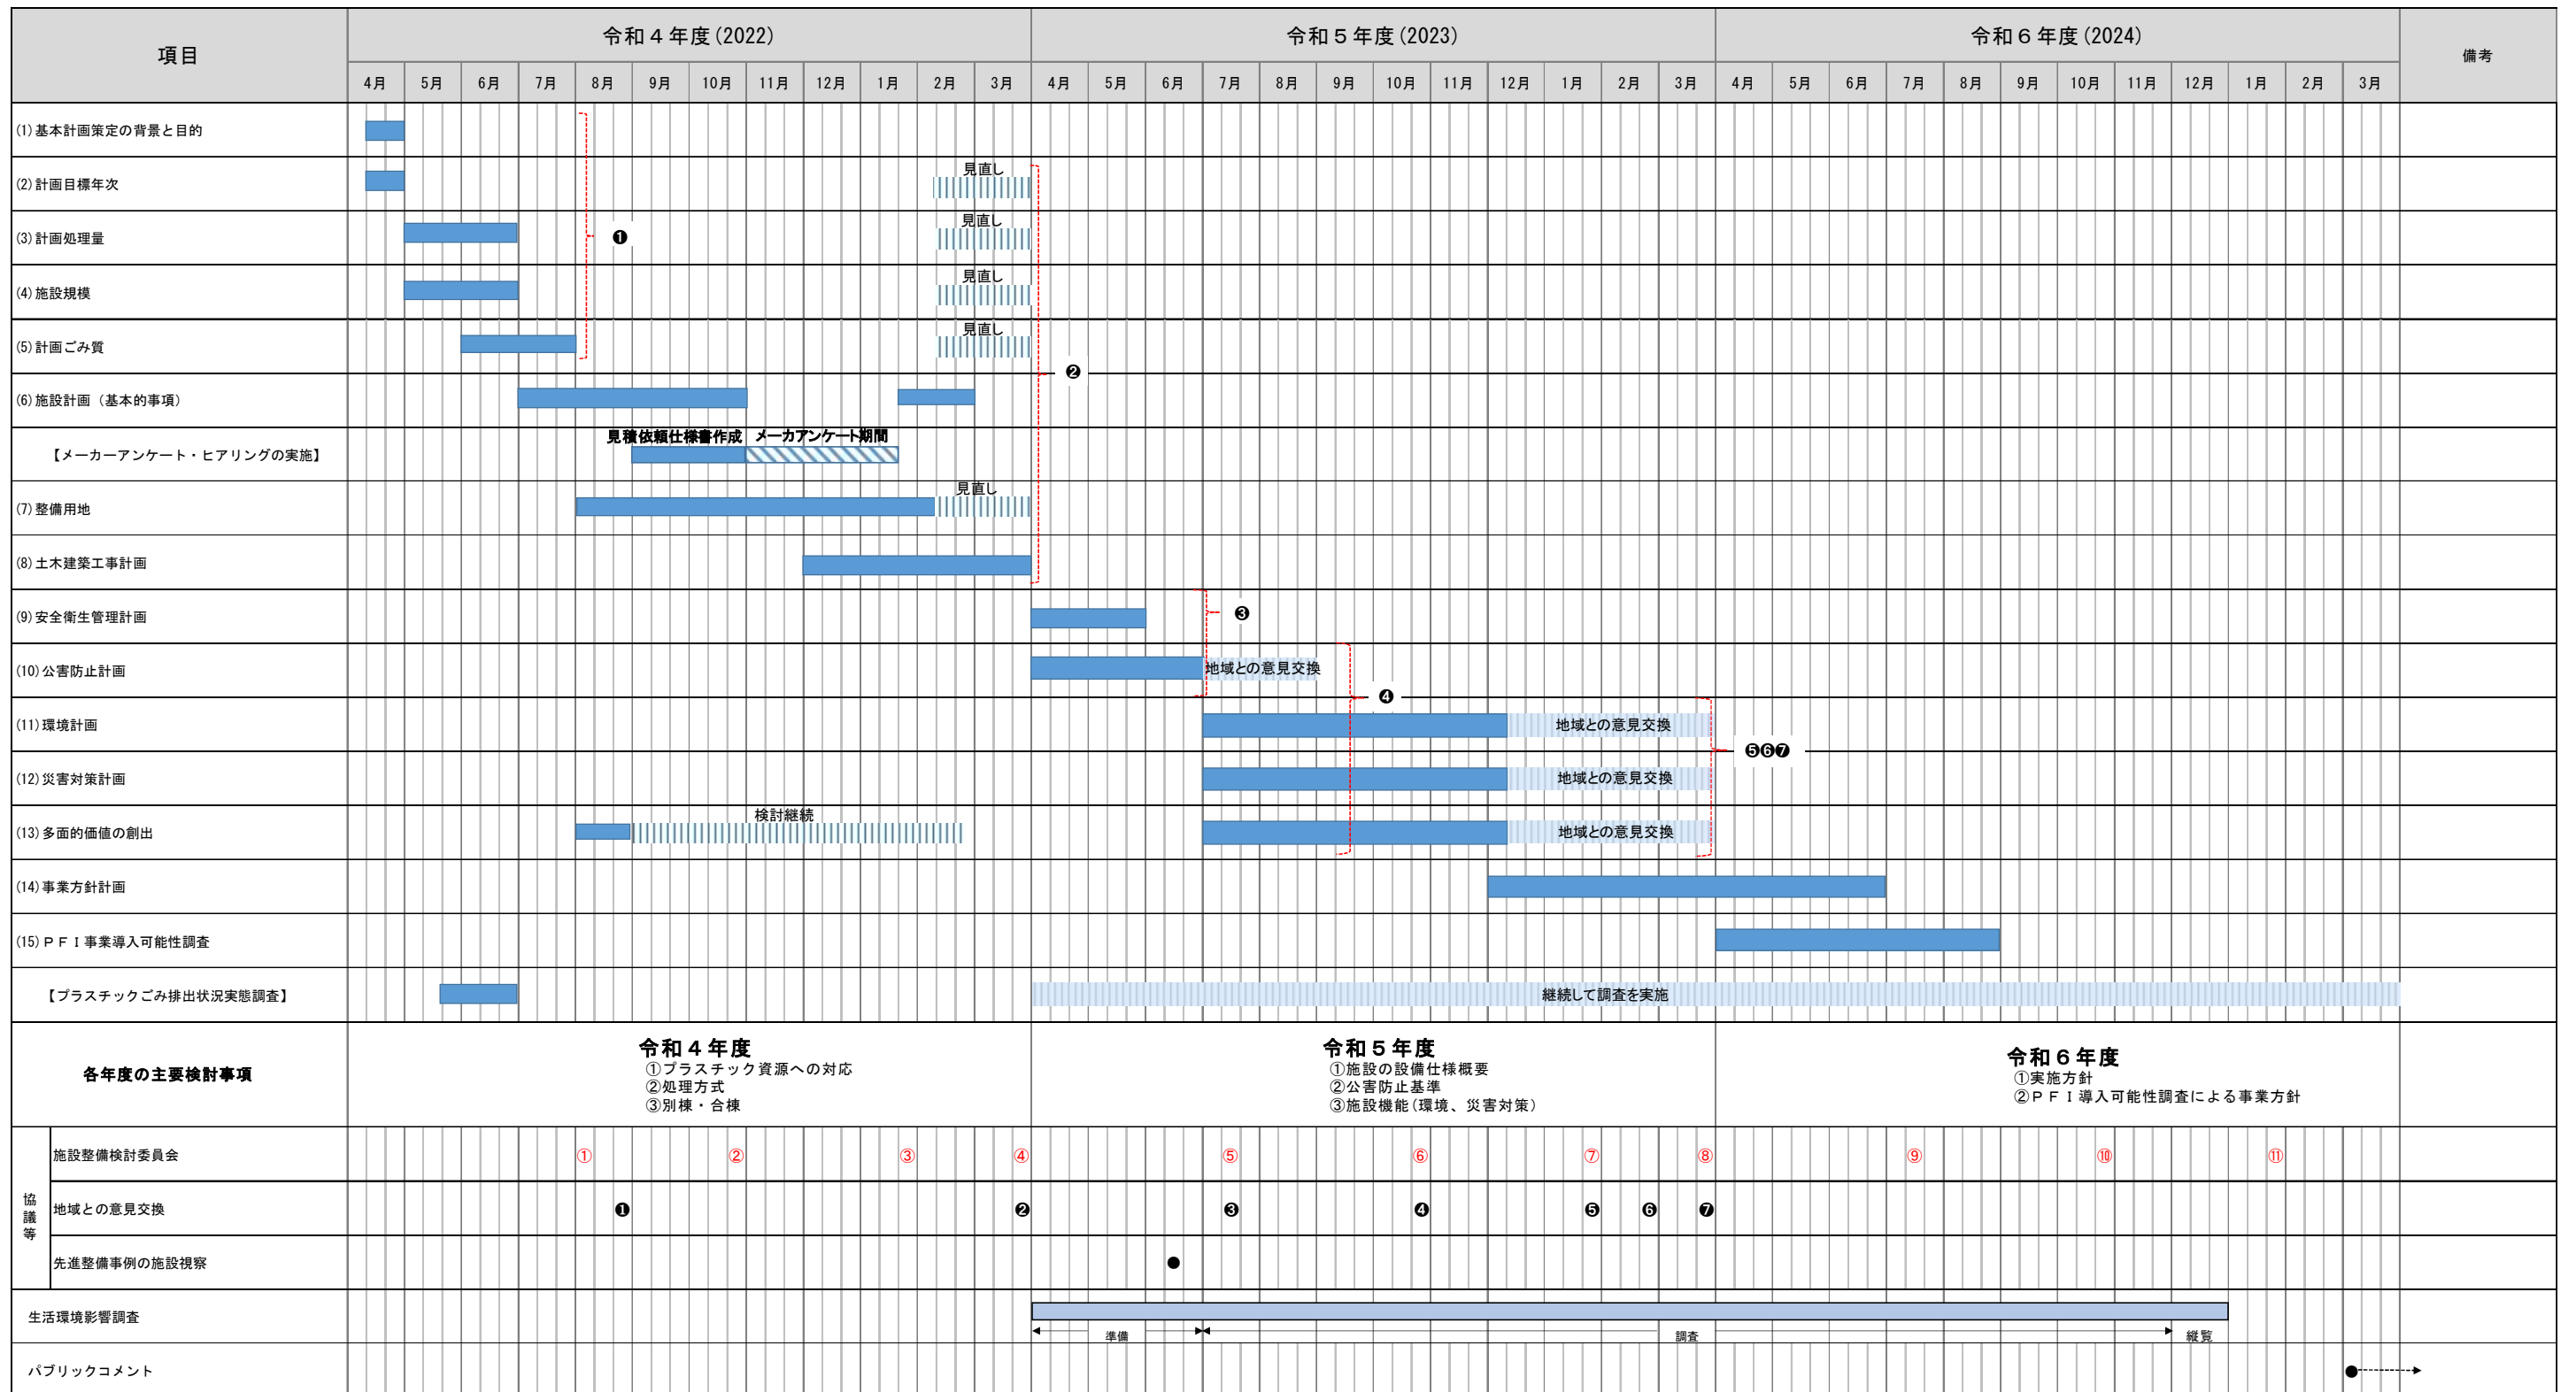 項目
令和４年度(2022)
令和５年度(2023)
令和６年度(2024)
備考
4月 5月 6月 7月 8月 9月 10月 11月 12月 1月 2月 3月 4月 5月 6月 7月 8月 9月 10月 11月 12月 1月 2月 3月 4月 5月 6月 7月 8月 9月 10月 11月 12月 1月 2月 3月
(1)基本計画策定の背景と目的
(2)計画目標年次
見直し
(3)計画処理量
見直し
❶
(4)施設規模
見直し
(5)計画ごみ質
見直し
❷
(6)施設計画（基本的事項）
見積依頼仕様書作成 メーカアンケート期間
【メーカーアンケート・ヒアリングの実施】
(7)整備用地
見直し
(8)土木建築工事計画
(9)安全衛生管理計画
❸
(10)公害防止計画
地域との意見交換
❹
(11)環境計画
地域との意見交換
❺❻❼
(12)災害対策計画
地域との意見交換
(13)多面的価値の創出
検討継続
地域との意見交換
(14)事業方針計画
(15)ＰＦＩ事業導入可能性調査
【プラスチックごみ排出状況実態調査】
継続して調査を実施
各年度の主要検討事項
令和４年度
①プラスチック資源への対応
②処理方式
③別棟・合棟
令和５年度
①施設の設備仕様概要
②公害防止基準
③施設機能(環境、災害対策)
令和６年度
①実施方針
②ＰＦＩ導入可能性調査による事業方針
協議等
施設整備検討委員会
① ② ③ ④ ⑤ ⑥ ⑦ ⑧ ⑨ ⑩ ⑪
地域との意見交換
❶ ❷ ❸ ❹ ❺ ❻ ❼
先進整備事例の施設視察
●
生活環境影響調査
準備 調査 縦覧
パブリックコメント
●